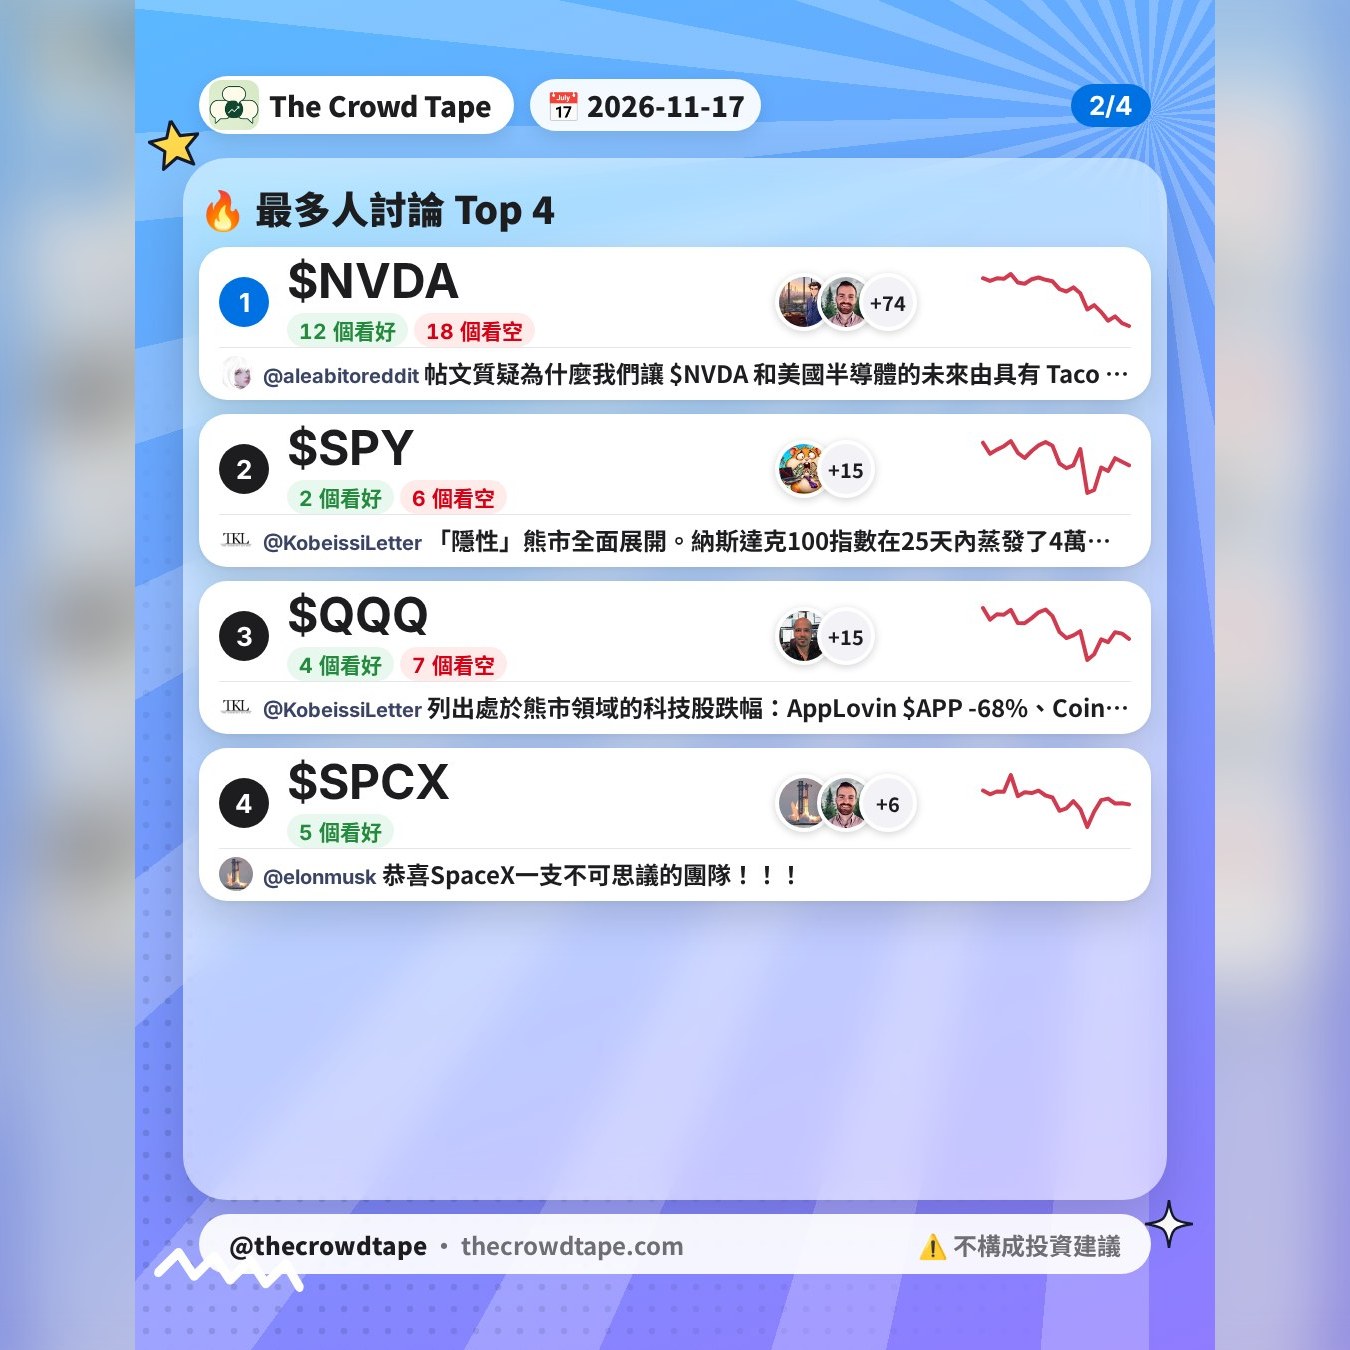 The Crowd Tape
July 17 2026-11-17
2/4
🔥 最多人討論 Top 4
1 $NVDA +74
12 個看好 18 個看空
@aleabitoreddit 帖文質疑為什麼我們讓 $NVDA 和美國半導體的未來由具有 Taco …
2 $SPY +15
2 個看好 6 個看空
TKL @KobeissiLetter 「隱性」熊市全面展開。納斯達克100指數在25天內蒸發了4萬…
3 $QQQ +15
4 個看好 7 個看空
TKL @KobeissiLetter 列出處於熊市領域的科技股跌幅：AppLovin $APP -68%、Coin…
4 $SPCX +6
5 個看好
@elonmusk 恭喜SpaceX一支不可思議的團隊！！！
@thecrowdtape • thecrowdtape.com ⚠️ 不構成投資建議